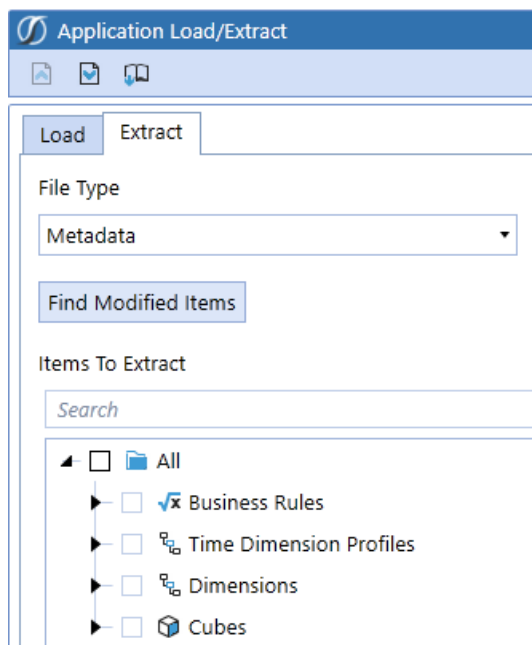 Application Load/Extract
Load
Extract
File Type
Metadata
Find Modified Items
Items To Extract
Search
All
Business Rules
Time Dimension Profiles
Dimensions
Cubes